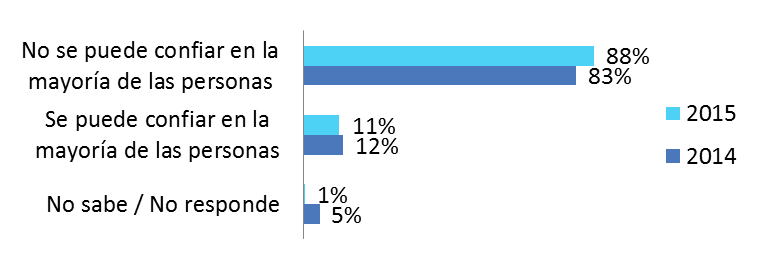 No se puede confiar en la
mayoría de las personas
88%
83%
Se puede confiar en la
mayoría de las personas
11%
12%
No sabe / No responde
1%
5%
2015
2014